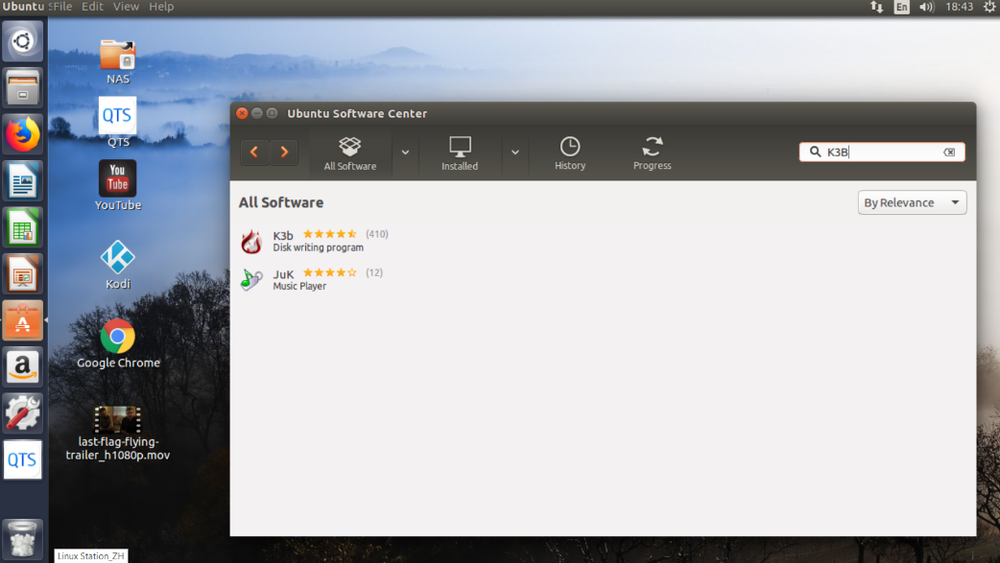 Ubuntu SFile Edit View Help
En
18:43
NAS
QTS
QTS
You
Tube
YouTube
Kodi
Google Chrome
last-flag-flying-
trailer_h1080p.mov
A
a
QTS
Linux Station_ZH
Ubuntu Software Center
All Software
Installed
History
Progress
K3B
All Software
By Relevance
K3b (410)
Disk writing program
JuK (12)
Music Player